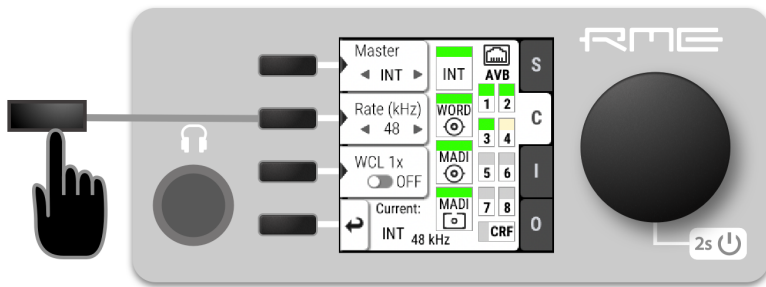 RME
Master
◄ INT ►
Rate (kHz)
◄ 48 ►
WCL 1x
OFF
Current:
INT 48 kHz
INT
WORD
MADI
MADI
AVB
1 2
3 4
5 6
7 8
CRF
S
C
I
O
2s